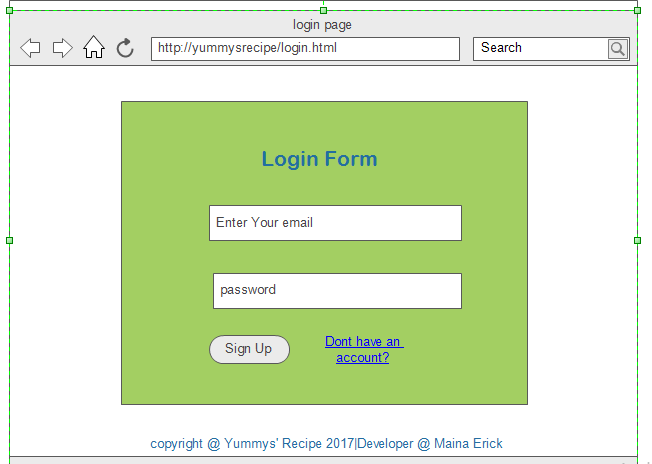 login page
http://yummysrecipe/login.html
Search
Login Form
Enter Your email
password
Sign Up
Dont have an
account?
copyright @ Yummys' Recipe 2017|Developer @ Maina Erick